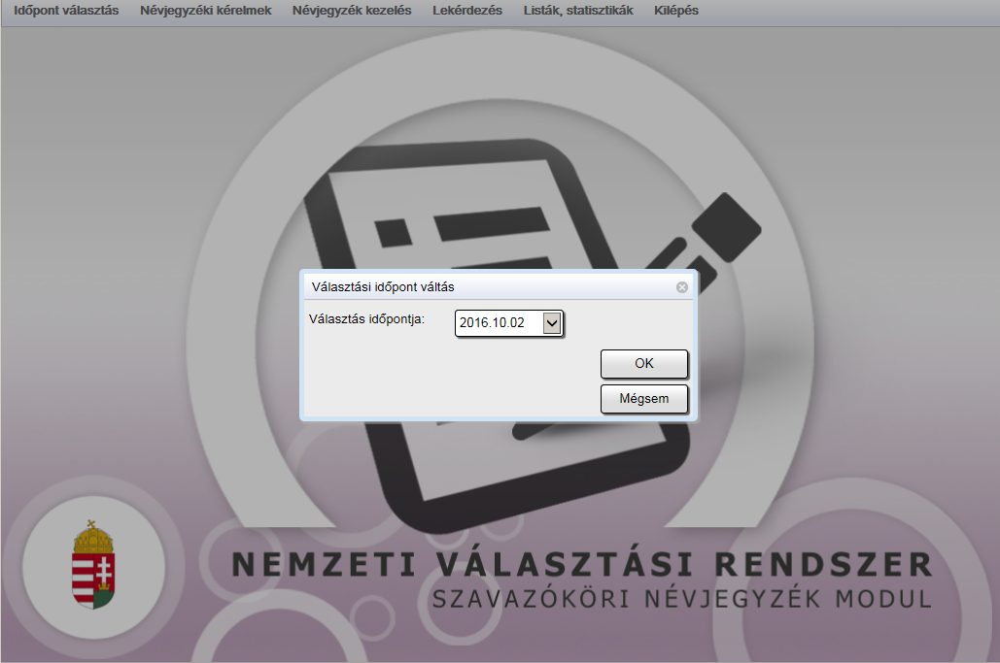 Időpont választás Névjegyzéki kérelmek Névjegyzék kezelés Lekérdezés Listák, statisztikák Kilépés
Választási időpont váltás
Választás időpontja: 2016.10.02
OK
Mégsem
NEMZETI VÁLASZTÁSI RENDSZER
SZAVAZÓKÖRI NÉVJEGYZÉK MODUL